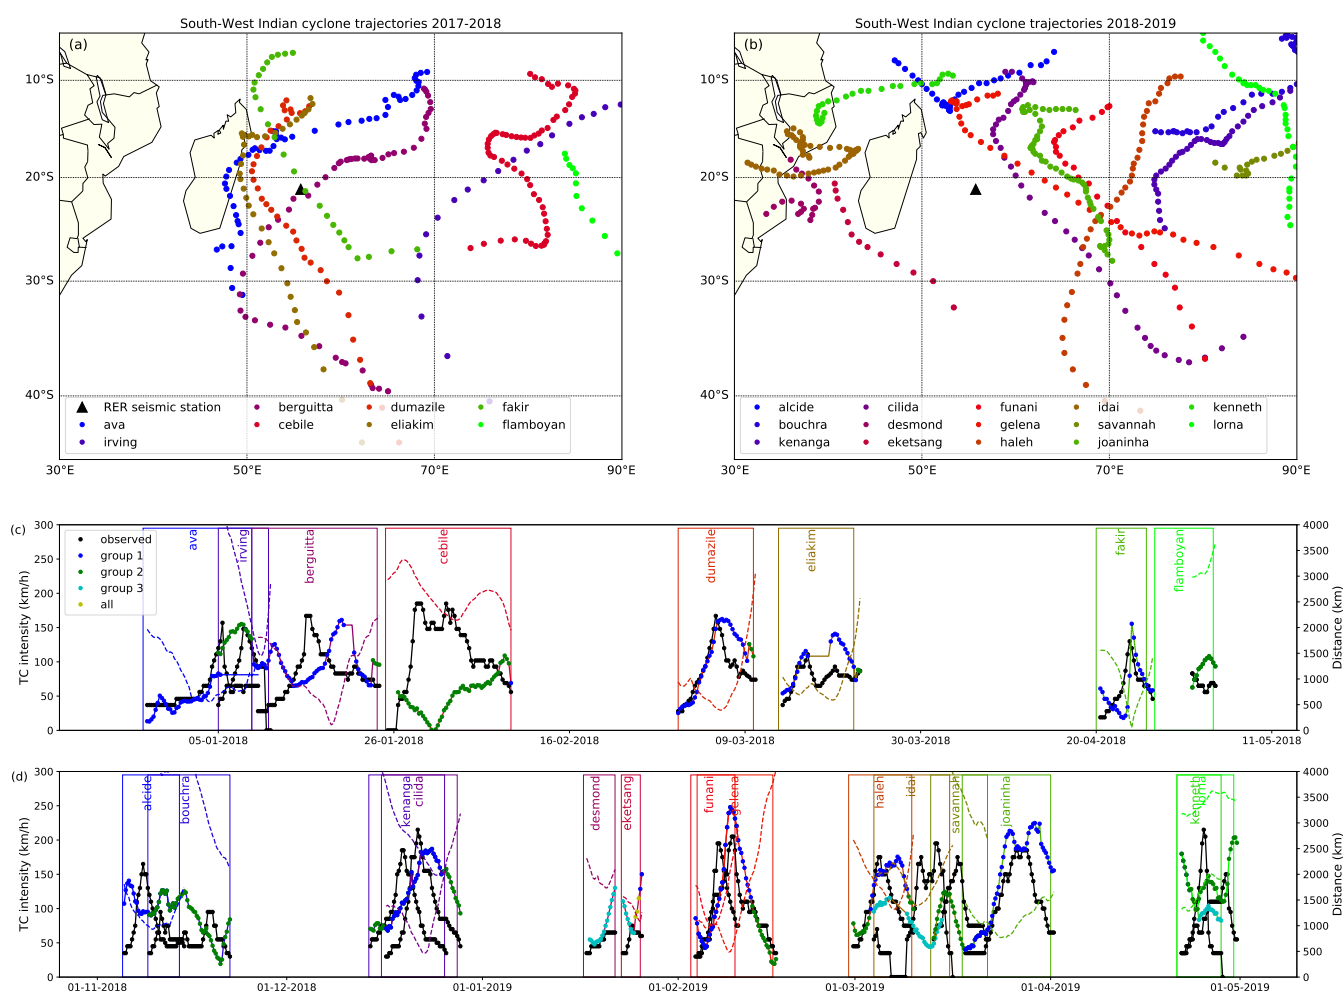 South-West Indian cyclone trajectories 2017-2018
(a)
10°S
20°S
30°S
40°S
RER seismic station
ava
irving
berguitta
cebile
dumazile
eliakim
fakir
flamboyan
30°E
50°E
70°E
90°E
South-West Indian cyclone trajectories 2018-2019
(b)
10°S
20°S
30°S
40°S
alcide
bouchra
kenanga
cilida
desmond
eketsang
funani
gelena
haleh
idai
savannah
joaninha
kenneth
lorna
30°E
50°E
70°E
90°E
(c)
TC intensity (km/h)
300
250
200
150
100
50
0
observed
group 1
group 2
group 3
all
ava
irving
berguitta
cebile
dumazile
eliakim
fakir
flamboyan
4000
3500
3000
2500
2000
1500
1000
500
0
Distance (km)
05-01-2018
26-01-2018
16-02-2018
09-03-2018
30-03-2018
20-04-2018
11-05-2018
(d)
TC intensity (km/h)
300
250
200
150
100
50
0
alcide
bouchra
kenanga
cilida
desmond
eketsang
funani
gelena
haleh
idai
savannah
joaninha
kenneth
lorna
4000
3500
3000
2500
2000
1500
1000
500
0
Distance (km)
01-11-2018
01-12-2018
01-01-2019
01-02-2019
01-03-2019
01-04-2019
01-05-2019